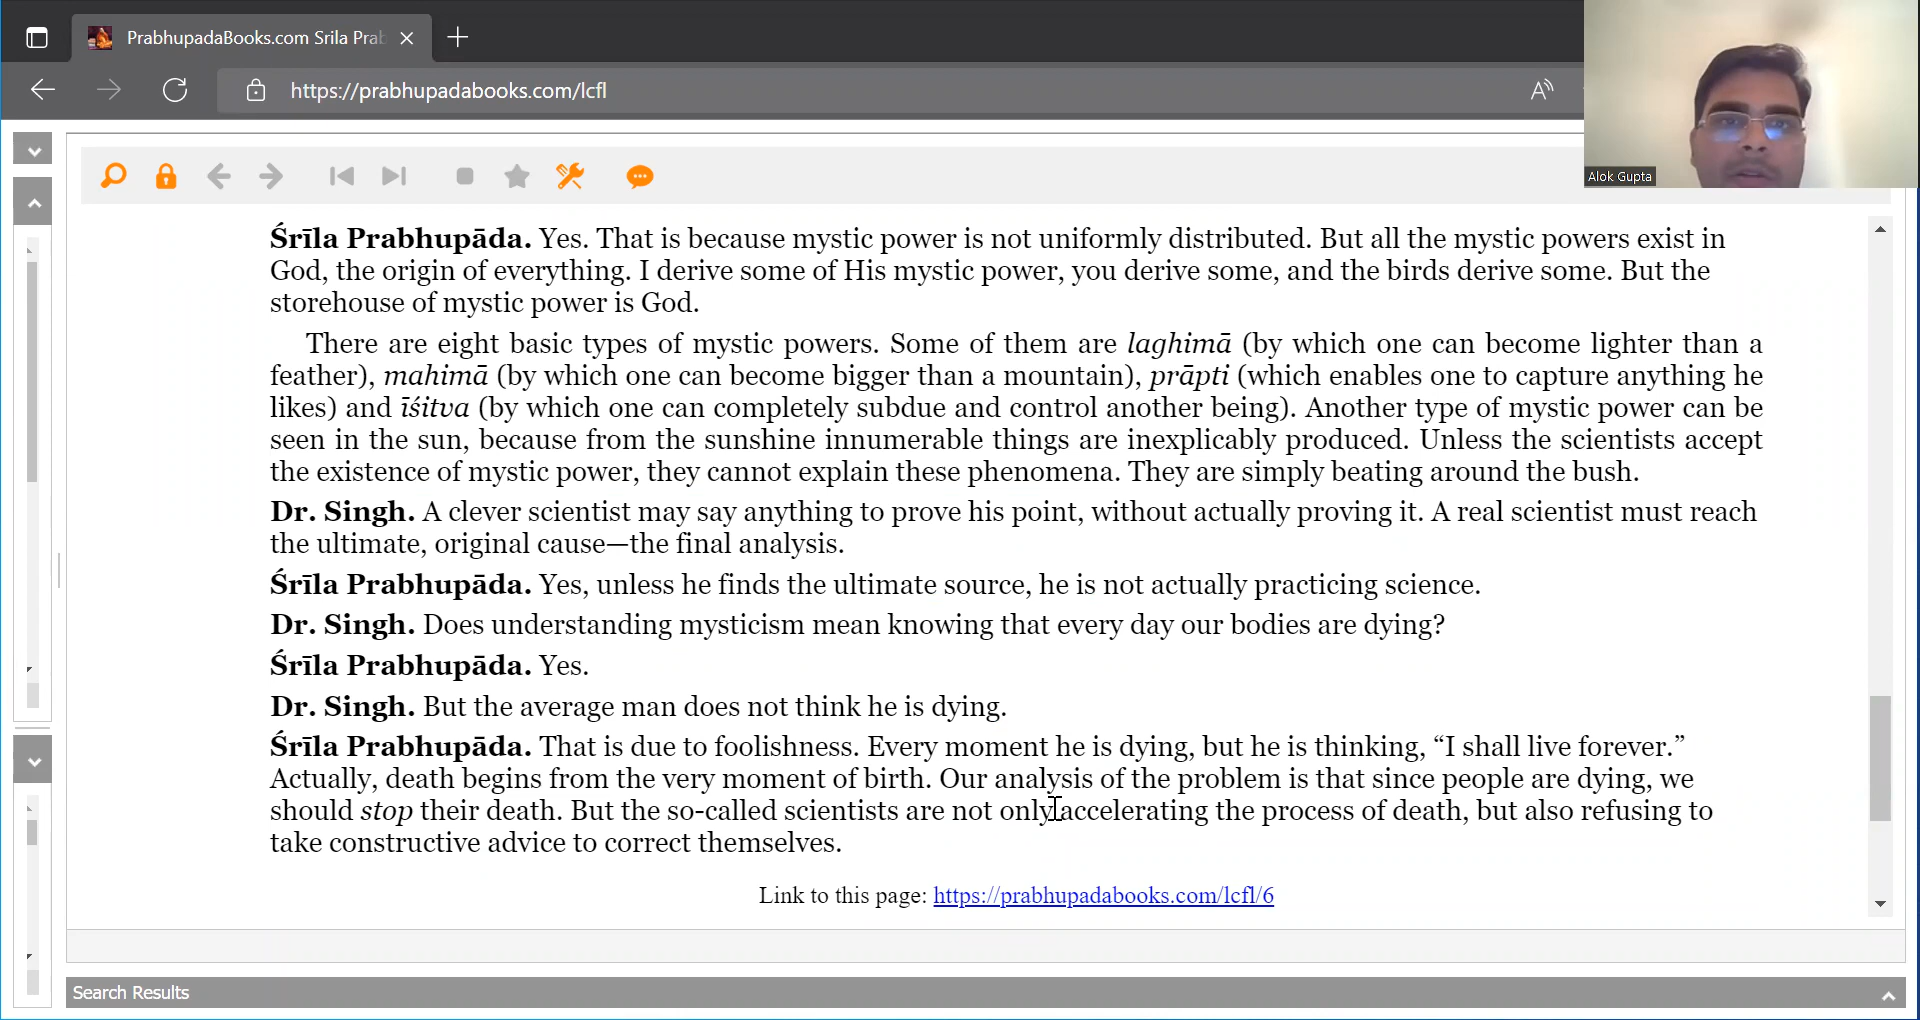 PrabhupadaBooks.com Srila Prab
https://prabhupadabooks.com/lcfl
Alok Gupta
Śrīla Prabhupāda. Yes. That is because mystic power is not uniformly distributed. But all the mystic powers exist in
God, the origin of everything. I derive some of His mystic power, you derive some, and the birds derive some. But the
storehouse of mystic power is God.
There are eight basic types of mystic powers. Some of them are laghimā (by which one can become lighter than a
feather), mahimā (by which one can become bigger than a mountain), prāpti (which enables one to capture anything he
likes) and īśitva (by which one can completely subdue and control another being). Another type of mystic power can be
seen in the sun, because from the sunshine innumerable things are inexplicably produced. Unless the scientists accept
the existence of mystic power, they cannot explain these phenomena. They are simply beating around the bush.
Dr. Singh. A clever scientist may say anything to prove his point, without actually proving it. A real scientist must reach
the ultimate, original cause—the final analysis.
Śrīla Prabhupāda. Yes, unless he finds the ultimate source, he is not actually practicing science.
Dr. Singh. Does understanding mysticism mean knowing that every day our bodies are dying?
Śrīla Prabhupāda. Yes.
Dr. Singh. But the average man does not think he is dying.
Śrīla Prabhupāda. That is due to foolishness. Every moment he is dying, but he is thinking, “I shall live forever.”
Actually, death begins from the very moment of birth. Our analysis of the problem is that since people are dying, we
should stop their death. But the so-called scientists are not only accelerating the process of death, but also refusing to
take constructive advice to correct themselves.
Link to this page: https://prabhupadabooks.com/lcfl/6
Search Results